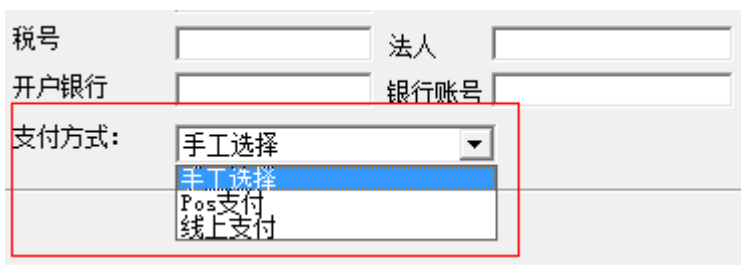 税号 法人
开户银行 银行账号
支付方式: 手工选择
手工选择
Pos支付
线上支付